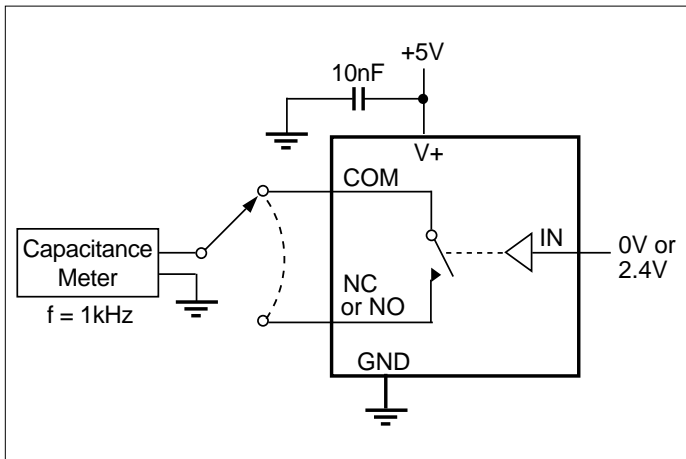 +5V
10nF
V+
COM
Capacitance
Meter
f = 1kHz
IN
0V or
2.4V
NC
or NO
GND